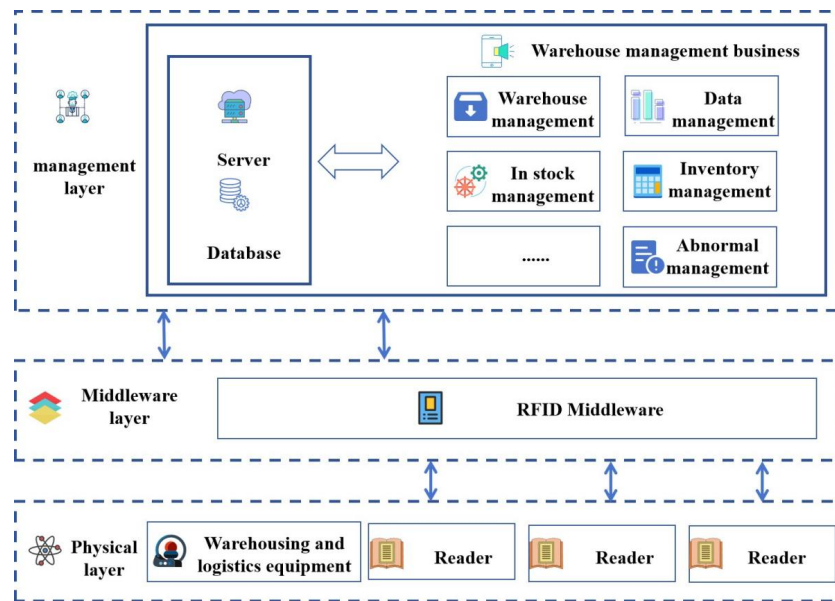 Warehouse management business
management
layer
Server
Database
Warehouse
management
Data
management
In stock
management
Inventory
management
......
Abnormal
management
Middleware
layer
RFID Middleware
Physical
layer
Warehousing and
logistics equipment
Reader
Reader
Reader